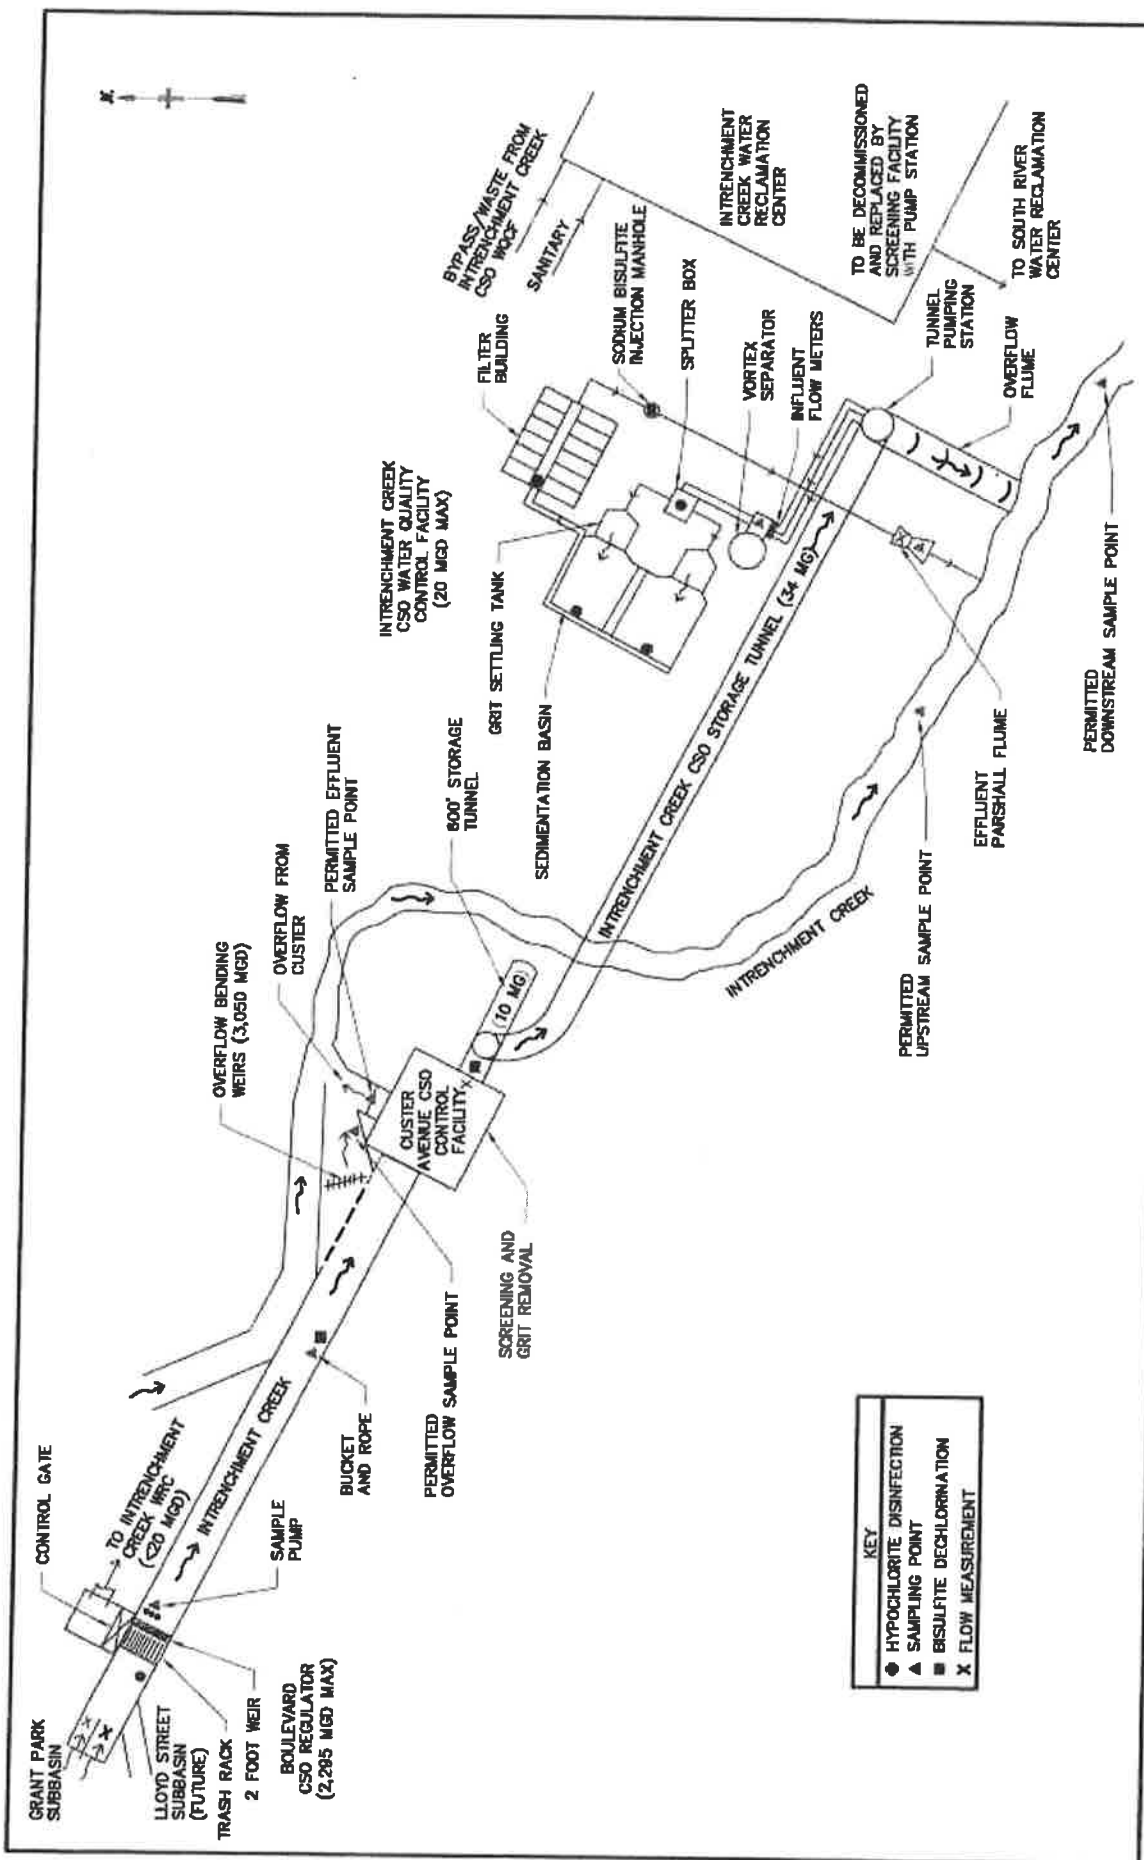 GRANT PARK
SUBBASIN
LLOYD STREET
SUBBASIN
(FUTURE)
TRASH RACK
2 FOOT WEIR
BOULEVARD
CSO REGULATOR
(2,295 MGD MAX)
CONTROL GATE
TO INTRENCHMENT
CREEK WRC
(<20 MGD)
INTRENCHMENT CREEK
SAMPLE
PUMP
BUCKET
AND ROPE
PERMITTED
OVERFLOW SAMPLE POINT
SCREENING AND
GRIT REMOVAL
OVERFLOW BENDING
WEIRS (3,050 MGD)
OVERFLOW FROM
CUSTER
PERMITTED EFFLUENT
SAMPLE POINT
CUSTER
AVENUE CSO
CONTROL
FACILITY
X
600' STORAGE
TUNNEL
(10 MG)
INTRENCHMENT CREEK CSO STORAGE TUNNEL (34 MG)
INTRENCHMENT CREEK
SEDIMENTATION BASIN
GRIT SETTLING TANK
INTRENCHMENT CREEK
CSO WATER QUALITY
CONTROL FACILITY
(20 MGD MAX)
FILTER
BUILDING
BYPASS/WASTE FROM
INTRENCHMENT CREEK
CSO WQCF
SANITARY
SODIUM BISULFITE
INJECTION MANHOLE
SPLITTER BOX
VORTEX
SEPARATOR
INFLUENT
FLOW METERS
INTRENCHMENT
CREEK WATER
RECLAMATION
CENTER
TO BE DECOMMISSIONED
AND REPLACED BY
SCREENING FACILITY
WITH PUMP STATION
TO SOUTH RIVER
WATER RECLAMATION
CENTER
TUNNEL
PUMPING
STATION
OVERFLOW
FLUME
PERMITTED
UPSTREAM SAMPLE POINT
EFFLUENT
PARSHALL FLUME
PERMITTED
DOWNSTREAM SAMPLE POINT
N
KEY
HYPOCHLORITE DISINFECTION
SAMPLING POINT
BISULFITE DECHLORINATION
X FLOW MEASUREMENT